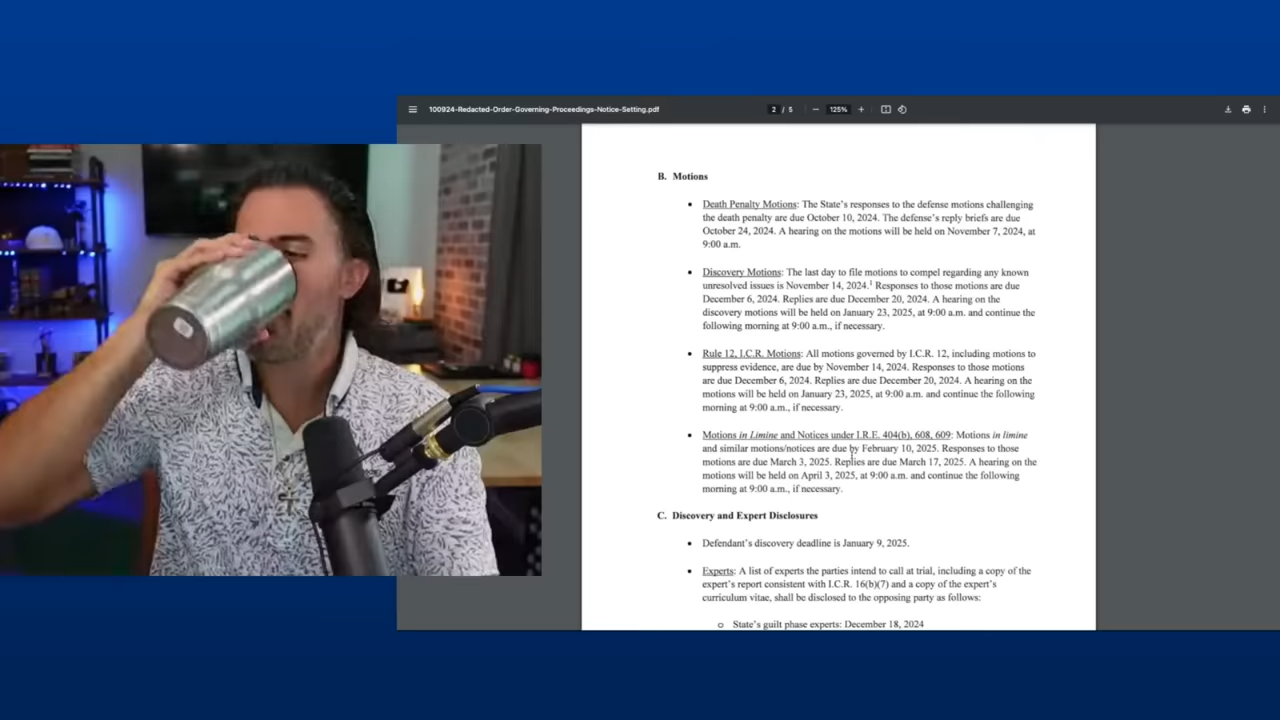 100924-Redacted-Order-Governing-Proceedings-Notice-Setting.pdf
2 / 5
125%
B. Motions
• Death Penalty Motions: The State's responses to the defense motions challenging
the death penalty are due October 10, 2024. The defense's reply briefs are due
October 24, 2024. A hearing on the motions will be held on November 7, 2024, at
9:00 a.m.
• Discovery Motions: The last day to file motions to compel regarding any known
unresolved issues is November 14, 2024.¹ Responses to those motions are due
December 6, 2024. Replies are due December 20, 2024. A hearing on the
discovery motions will be held on January 23, 2025, at 9:00 a.m. and continue the
following morning at 9:00 a.m., if necessary.
• Rule 12, I.C.R. Motions: All motions governed by I.C.R. 12, including motions to
suppress evidence, are due by November 14, 2024. Responses to those motions
are due December 6, 2024. Replies are due December 20, 2024. A hearing on the
motions will be held on January 23, 2025, at 9:00 a.m. and continue the following
morning at 9:00 a.m., if necessary.
• Motions in Limine and Notices under I.R.E. 404(b), 608, 609: Motions in limine
and similar motions/notices are due by February 10, 2025. Responses to those
motions are due March 3, 2025. Replies are due March 17, 2025. A hearing on the
motions will be held on April 3, 2025, at 9:00 a.m. and continue the following
morning at 9:00 a.m., if necessary.
C. Discovery and Expert Disclosures
• Defendant's discovery deadline is January 9, 2025.
• Experts: A list of experts the parties intend to call at trial, including a copy of the
expert's report consistent with I.C.R. 16(b)(7) and a copy of the expert's
curriculum vitae, shall be disclosed to the opposing party as follows:
o State's guilt phase experts: December 18, 2024